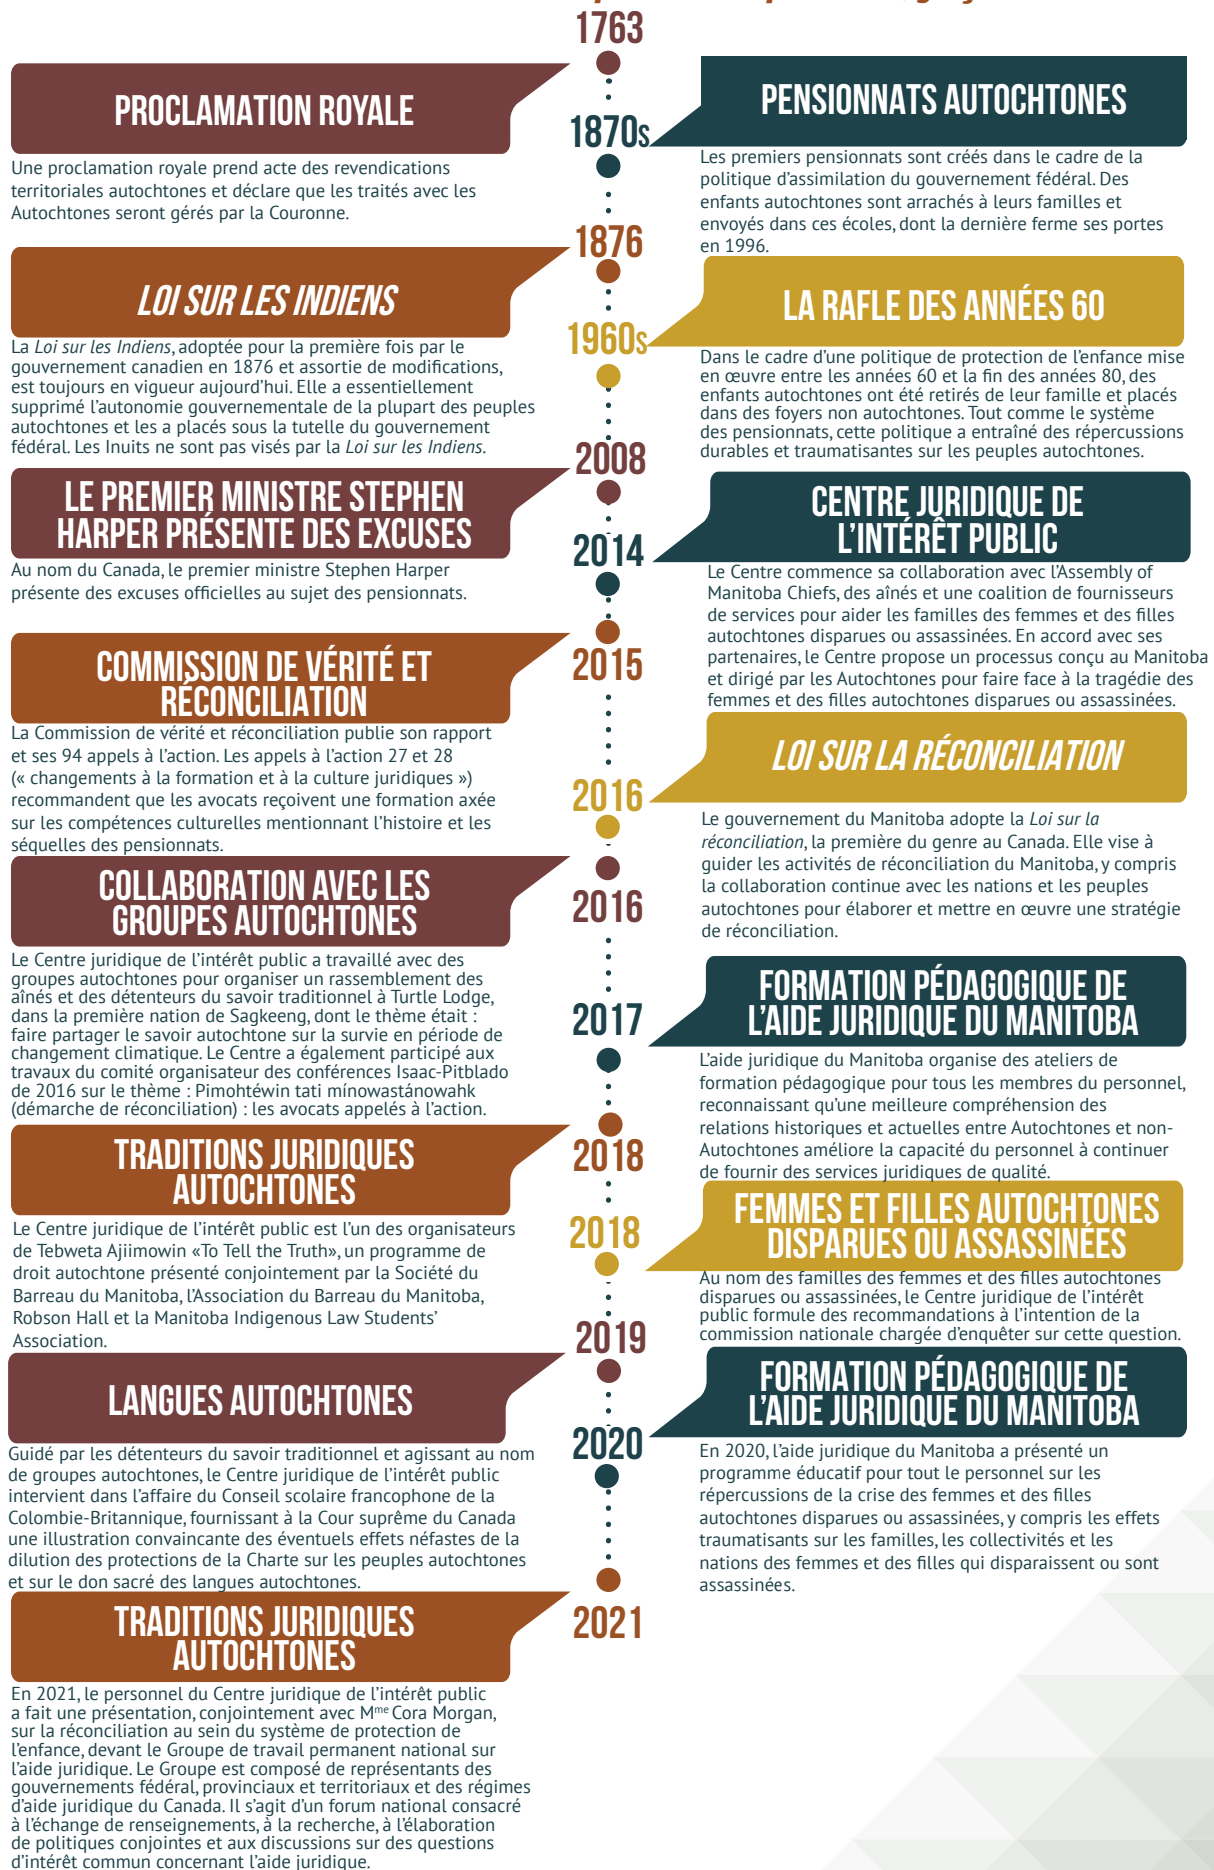 1763
PROCLAMATION ROYALE
Une proclamation royale prend acte des revendications
territoriales autochtones et déclare que les traités avec les
Autochtones seront gérés par la Couronne.
1870s
PENSIONNATS AUTOCHTONES
Les premiers pensionnats sont créés dans le cadre de la
politique d'assimilation du gouvernement fédéral. Des
enfants autochtones sont arrachés à leurs familles et
envoyés dans ces écoles, dont la dernière ferme ses portes
en 1996.
1876
LOI SUR LES INDIENS
La Loi sur les Indiens, adoptée pour la première fois par le
gouvernement canadien en 1876 et assortie de modifications,
est toujours en vigueur aujourd'hui. Elle a essentiellement
supprimé l'autonomie gouvernementale de la plupart des peuples
autochtones et les a placés sous la tutelle du gouvernement
fédéral. Les Inuits ne sont pas visés par la Loi sur les Indiens.
1960s
LA RAFLE DES ANNÉES 60
Dans le cadre d'une politique de protection de l'enfance mise
en œuvre entre les années 60 et la fin des années 80, des
enfants autochtones ont été retirés de leur famille et placés
dans des foyers non autochtones. Tout comme le système
des pensionnats, cette politique a entraîné des répercussions
durables et traumatisantes sur les peuples autochtones.
2008
LE PREMIER MINISTRE STEPHEN
HARPER PRÉSENTE DES EXCUSES
Au nom du Canada, le premier ministre Stephen Harper
présente des excuses officielles au sujet des pensionnats.
2014
CENTRE JURIDIQUE DE
L'INTÉRÊT PUBLIC
Le Centre commence sa collaboration avec l'Assembly of
Manitoba Chiefs, des aînés et une coalition de fournisseurs
de services pour aider les familles des femmes et des filles
autochtones disparues ou assassinées. En accord avec ses
partenaires, le Centre propose un processus conçu au Manitoba
et dirigé par les Autochtones pour faire face à la tragédie des
femmes et des filles autochtones disparues ou assassinées.
2015
COMMISSION DE VÉRITÉ ET
RÉCONCILIATION
La Commission de vérité et réconciliation publie son rapport
et ses 94 appels à l'action. Les appels à l'action 27 et 28
(« changements à la formation et à la culture juridiques »)
recommandent que les avocats reçoivent une formation axée
sur les compétences culturelles mentionnant l'histoire et les
séquelles des pensionnats.
2016
LOI SUR LA RÉCONCILIATION
Le gouvernement du Manitoba adopte la Loi sur la
réconciliation, la première du genre au Canada. Elle vise à
guider les activités de réconciliation du Manitoba, y compris
la collaboration continue avec les nations et les peuples
autochtones pour élaborer et mettre en œuvre une stratégie
de réconciliation.
2016
COLLABORATION AVEC LES
GROUPES AUTOCHTONES
Le Centre juridique de l'intérêt public a travaillé avec des
groupes autochtones pour organiser un rassemblement des
aînés et des détenteurs du savoir traditionnel à Turtle Lodge,
dans la première nation de Sagkeeng, dont le thème était :
faire partager le savoir autochtone sur la survie en période de
changement climatique. Le Centre a également participé aux
travaux du comité organisateur des conférences Isaac-Pitblado
de 2016 sur le thème : Pimohtéwin tati mínowastánowahk
(démarche de réconciliation) : les avocats appelés à l'action.
2017
FORMATION PÉDAGOGIQUE DE
L'AIDE JURIDIQUE DU MANITOBA
L'aide juridique du Manitoba organise des ateliers de
formation pédagogique pour tous les membres du personnel,
reconnaissant qu'une meilleure compréhension des
relations historiques et actuelles entre Autochtones et non-
Autochtones améliore la capacité du personnel à continuer
de fournir des services juridiques de qualité.
2018
TRADITIONS JURIDIQUES
AUTOCHTONES
Le Centre juridique de l'intérêt public est l'un des organisateurs
de Tebweta Ajiimowin «To Tell the Truth», un programme de
droit autochtone présenté conjointement par la Société du
Barreau du Manitoba, l'Association du Barreau du Manitoba,
Robson Hall et la Manitoba Indigenous Law Students'
Association.
2018
FEMMES ET FILLES AUTOCHTONES
DISPARUES OU ASSASSINÉES
Au nom des familles des femmes et des filles autochtones
disparues ou assassinées, le Centre juridique de l'intérêt
public formule des recommandations à l'intention de la
commission nationale chargée d'enquêter sur cette question.
2019
LANGUES AUTOCHTONES
Guidé par les détenteurs du savoir traditionnel et agissant au nom
de groupes autochtones, le Centre juridique de l'intérêt public
intervient dans l'affaire du Conseil scolaire francophone de la
Colombie-Britannique, fournissant à la Cour suprême du Canada
une illustration convaincante des éventuels effets néfastes de la
dilution des protections de la Charte sur les peuples autochtones
et sur le don sacré des langues autochtones.
2020
FORMATION PÉDAGOGIQUE DE
L'AIDE JURIDIQUE DU MANITOBA
En 2020, l'aide juridique du Manitoba a présenté un
programme éducatif pour tout le personnel sur les
répercussions de la crise des femmes et des filles
autochtones disparues ou assassinées, y compris les effets
traumatisants sur les familles, les collectivités et les
nations des femmes et des filles qui disparaissent ou sont
assassinées.
2021
TRADITIONS JURIDIQUES
AUTOCHTONES
En 2021, le personnel du Centre juridique de l'intérêt public
a fait une présentation, conjointement avec Mme Cora Morgan,
sur la réconciliation au sein du système de protection de
l'enfance, devant le Groupe de travail permanent national sur
l'aide juridique. Le Groupe est composé de représentants des
gouvernements fédéral, provinciaux et territoriaux et des régimes
d'aide juridique du Canada. Il s'agit d'un forum national consacré
à l'échange de renseignements, à la recherche, à l'élaboration
de politiques conjointes et aux discussions sur des questions
d'intérêt commun concernant l'aide juridique.